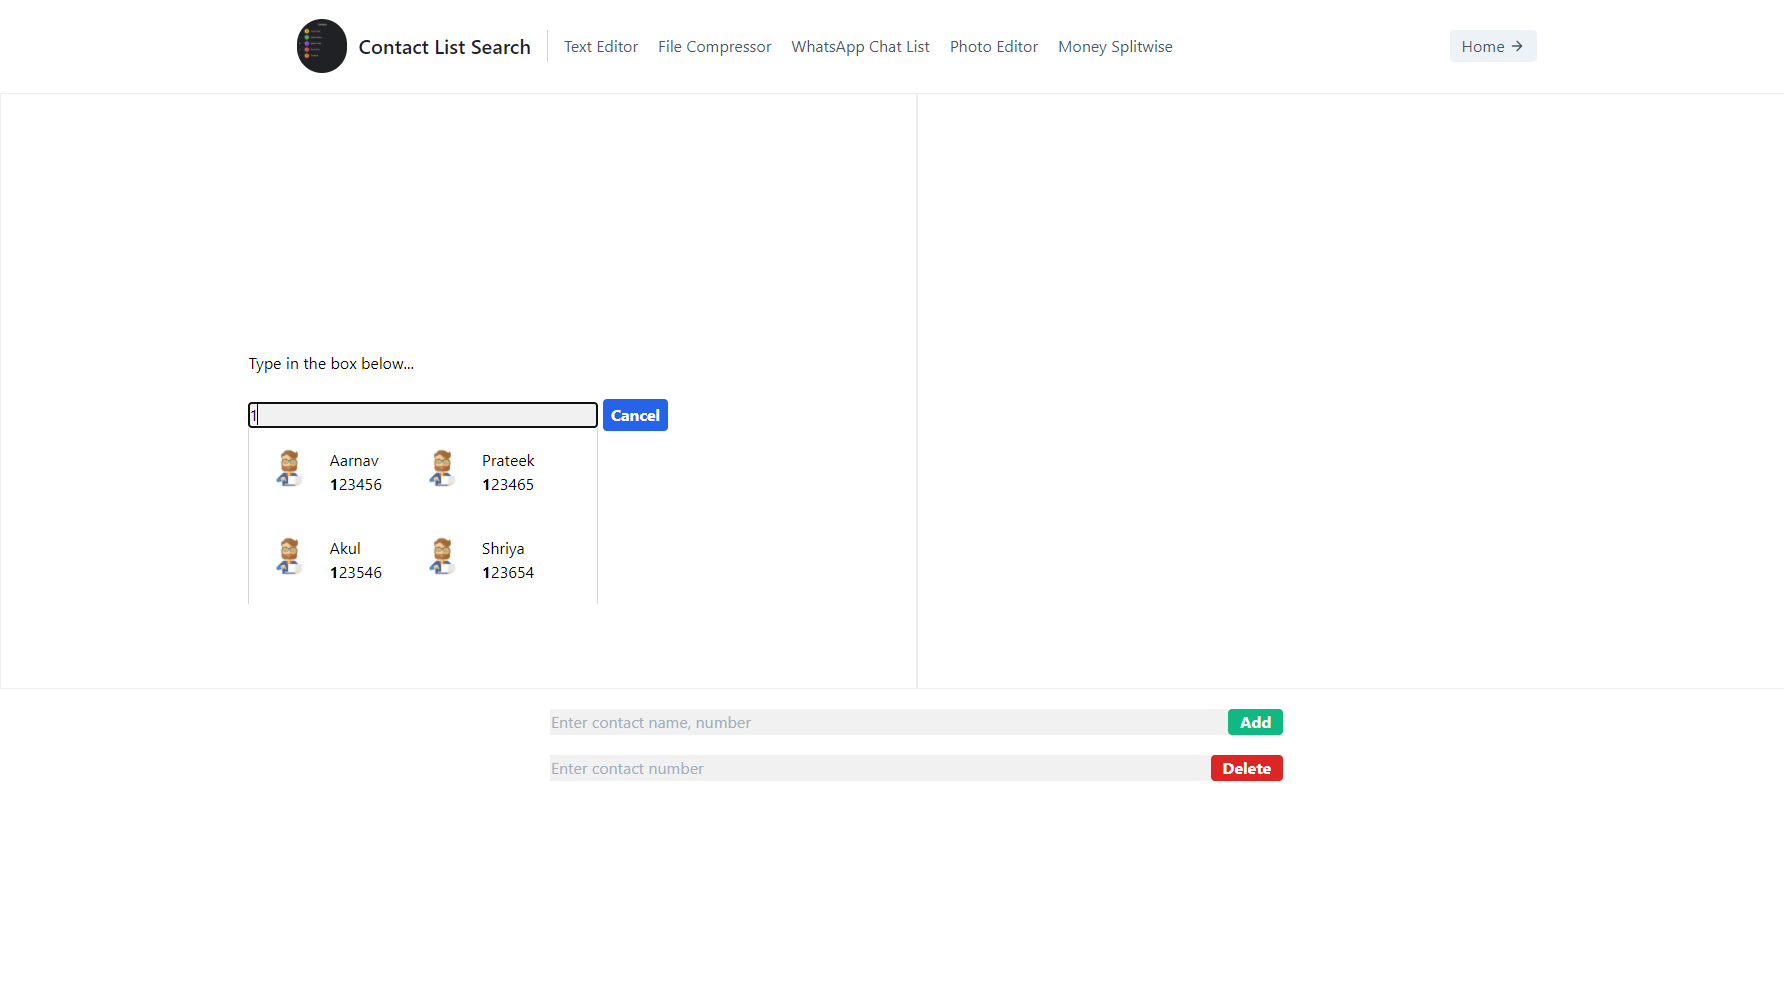 Contact List Search
Text Editor
File Compressor
WhatsApp Chat List
Photo Editor
Money Splitwise
Home →
Type in the box below...
1
Cancel
Aarnav
123456
Prateek
123465
Akul
123546
Shriya
123654
Enter contact name, number
Add
Enter contact number
Delete